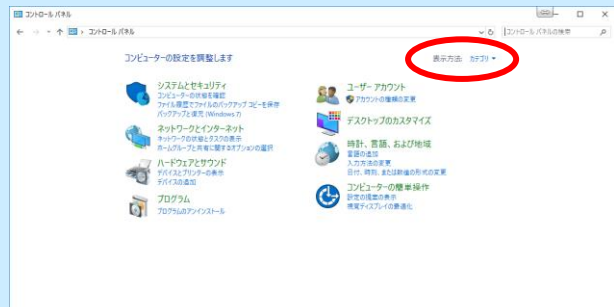 コントロール パネル
コントロール パネル
コントロール パネルの検索
コンピューターの設定を調整します
表示方法: カテゴリ
システムとセキュリティ
コンピューターの状態を確認
ファイル履歴でファイルのバックアップ コピーを保存
バックアップと復元 (Windows 7)
ネットワークとインターネット
ネットワークの状態とタスクの表示
ホームグループと共有に関するオプションの選択
ハードウェアとサウンド
デバイスとプリンターの表示
デバイスの追加
プログラム
プログラムのアンインストール
ユーザー アカウント
アカウントの種類の変更
デスクトップのカスタマイズ
時計、言語、および地域
言語の追加
入力方法の変更
日付、時刻、または数値の形式の変更
コンピューターの簡単操作
設定の提案の表示
視覚ディスプレイの最適化